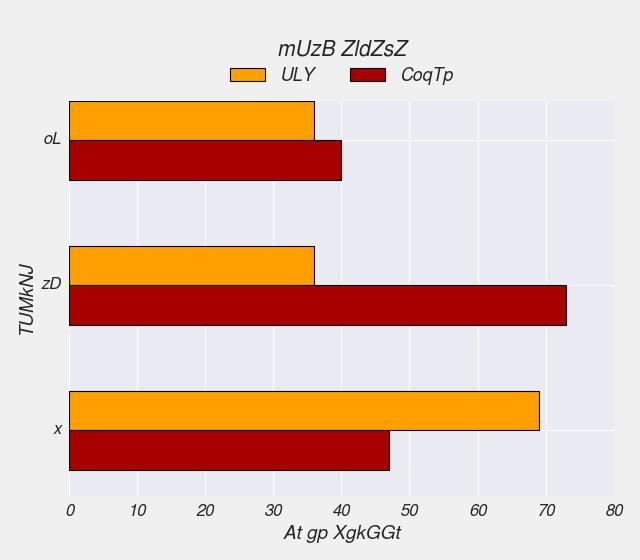 mUzB ZldZsZ
ULY CoqTp
oL
zD
x
TUMkNJ
0 10 20 30 40 50 60 70 80
At gp XgkGGt